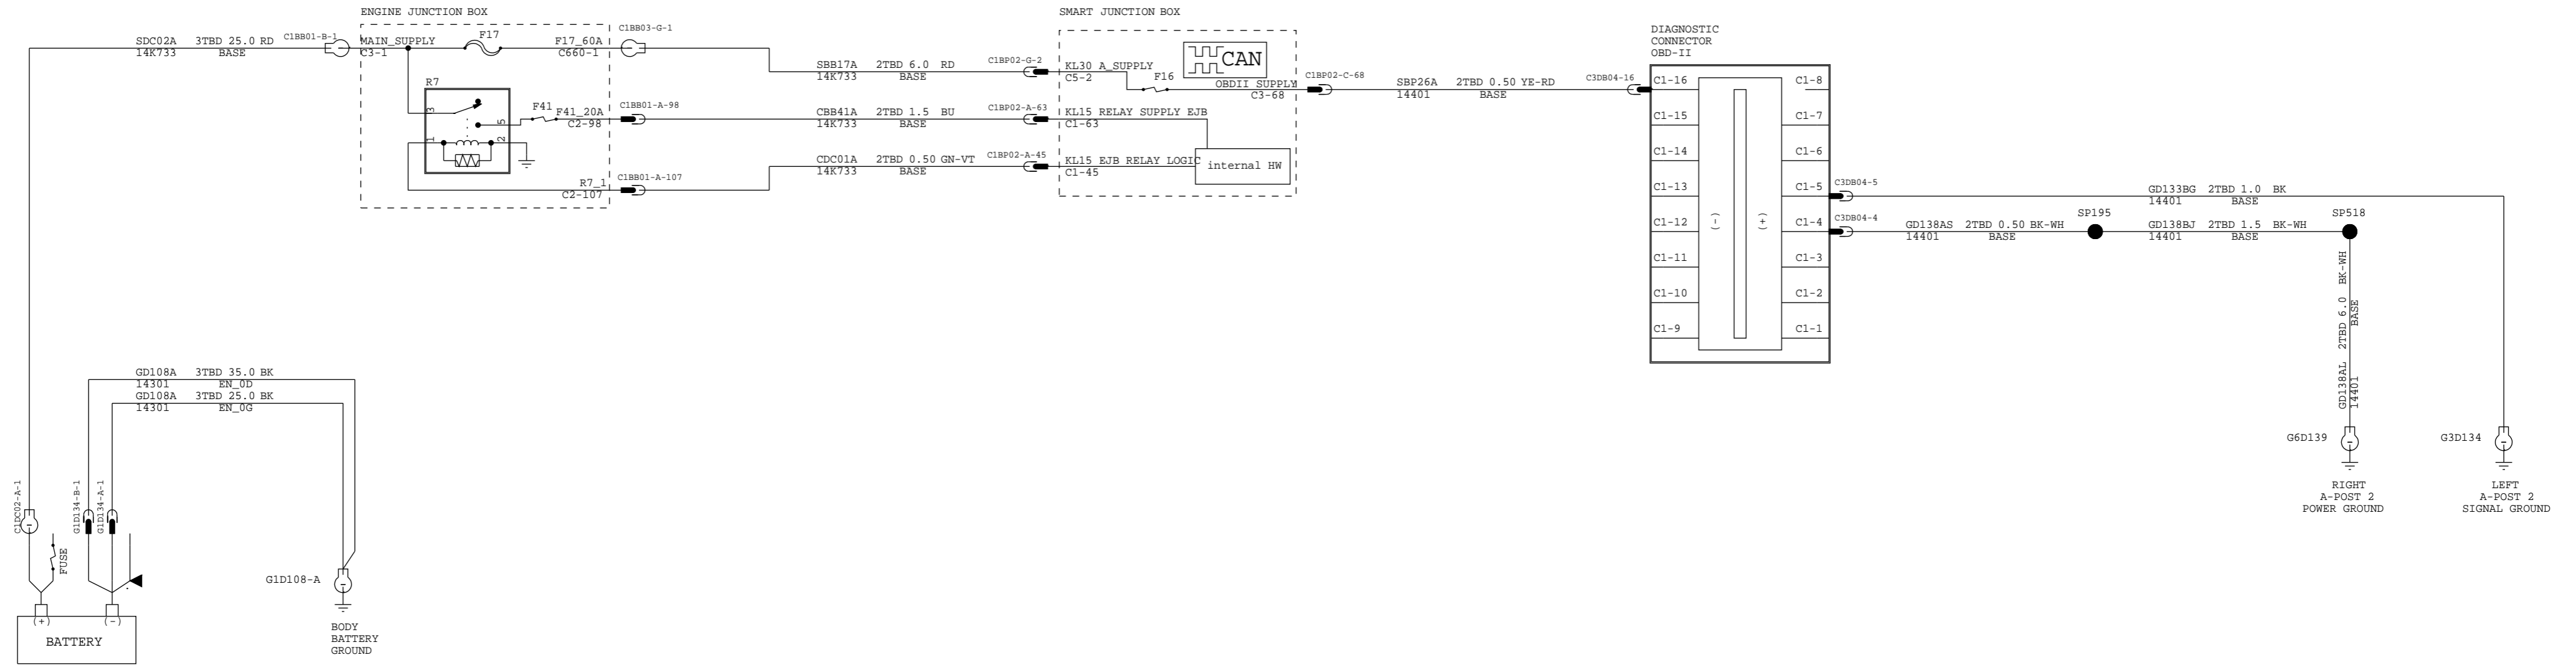 ENGINE JUNCTION BOX
SDC02A 3TBD 25.0 RD
14K733 BASE
C1BB01-B-1
MAIN_SUPPLY
C3-1
F17
F17_60A
C660-1
C1BB03-G-1
R7
3
5
1
2
F41
F41_20A
C2-98
C1BB01-A-98
R7_1
C2-107
C1BB01-A-107
SBB17A 2TBD 6.0 RD
14K733 BASE
C1BP02-G-2
CBB41A 2TBD 1.5 BU
14K733 BASE
C1BP02-A-63
CDC01A 2TBD 0.50 GN-VT
14K733 BASE
C1BP02-A-45
SMART JUNCTION BOX
CAN
KL30 A_SUPPLY
C5-2
F16
OBDII SUPPLY
C3-68
KL15 RELAY SUPPLY EJB
C1-63
KL15 EJB RELAY LOGIC
C1-45
internal HW
C1BP02-C-68
SBP26A 2TBD 0.50 YE-RD
14401 BASE
C3DB04-16
DIAGNOSTIC
CONNECTOR
OBD-II
C1-16 C1-8
C1-15 C1-7
C1-14 C1-6
C1-13 C1-5
C1-12 C1-4
C1-11 C1-3
C1-10 C1-2
C1-9 C1-1
(-) (+)
C3DB04-5
GD133BG 2TBD 1.0 BK
14401 BASE
C3DB04-4
GD138AS 2TBD 0.50 BK-WH
14401 BASE
SP195
GD138BJ 2TBD 1.5 BK-WH
14401 BASE
SP518
GD138AL 2TBD 6.0 BK-WH
14401 BASE
G6D139
RIGHT
A-POST 2
POWER GROUND
G3D134
LEFT
A-POST 2
SIGNAL GROUND
GD108A 3TBD 35.0 BK
14301 EN_0D
GD108A 3TBD 25.0 BK
14301 EN_0G
C1DC02-A-1
G1D134-B-1
G1D134-A-1
FUSE
G1D108-A
BODY
BATTERY
GROUND
(+) (-)
BATTERY